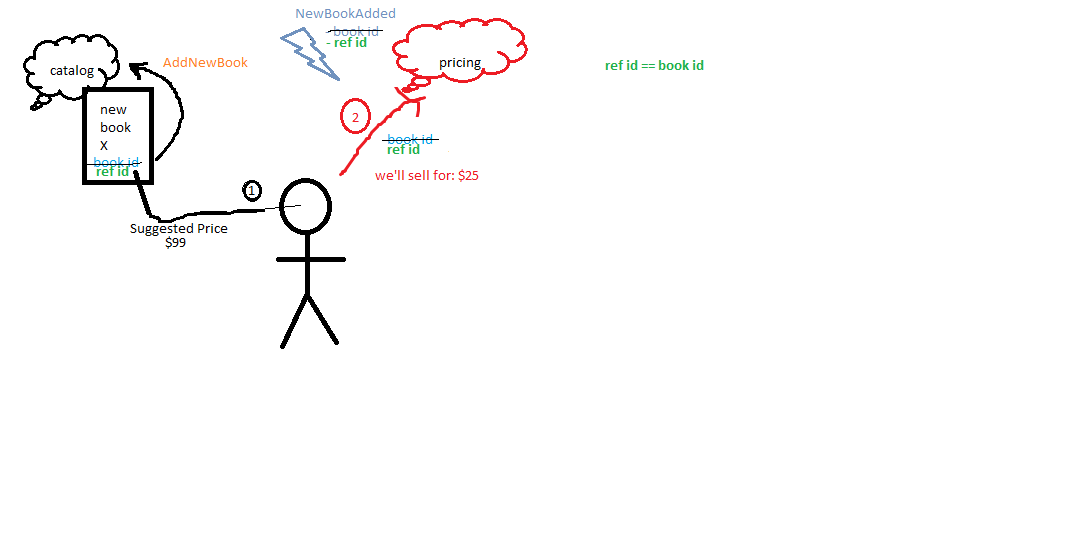 NewBookAdded
- book id
- ref id
catalog
AddNewBook
pricing
ref id == book id
new
book
X
book id
ref id
2
book id
ref id
we'll sell for: $25
1
Suggested Price
$99